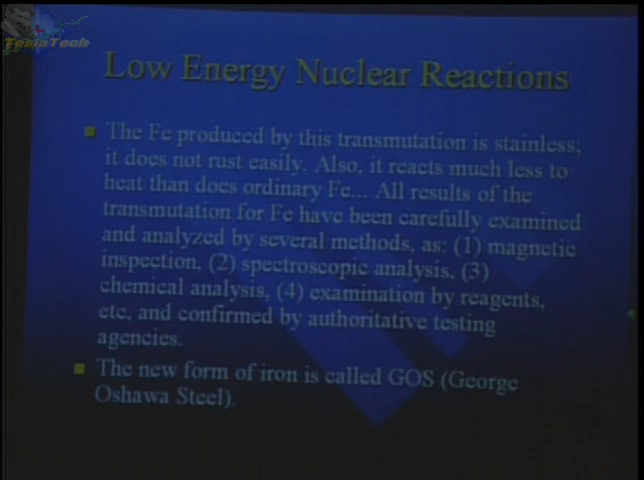 TeslaTech
Low Energy Nuclear Reactions
The Fe produced by this transmutation is stainless;
it does not rust easily. Also, it reacts much less to
heat than does ordinary Fe... All results of the
transmutation for Fe have been carefully examined
and analyzed by several methods, as: (1) magnetic
inspection, (2) spectroscopic analysis, (3)
chemical analysis, (4) examination by reagents,
etc, and confirmed by authoritative testing
agencies.
The new form of iron is called GOS (George
Oshawa Steel).